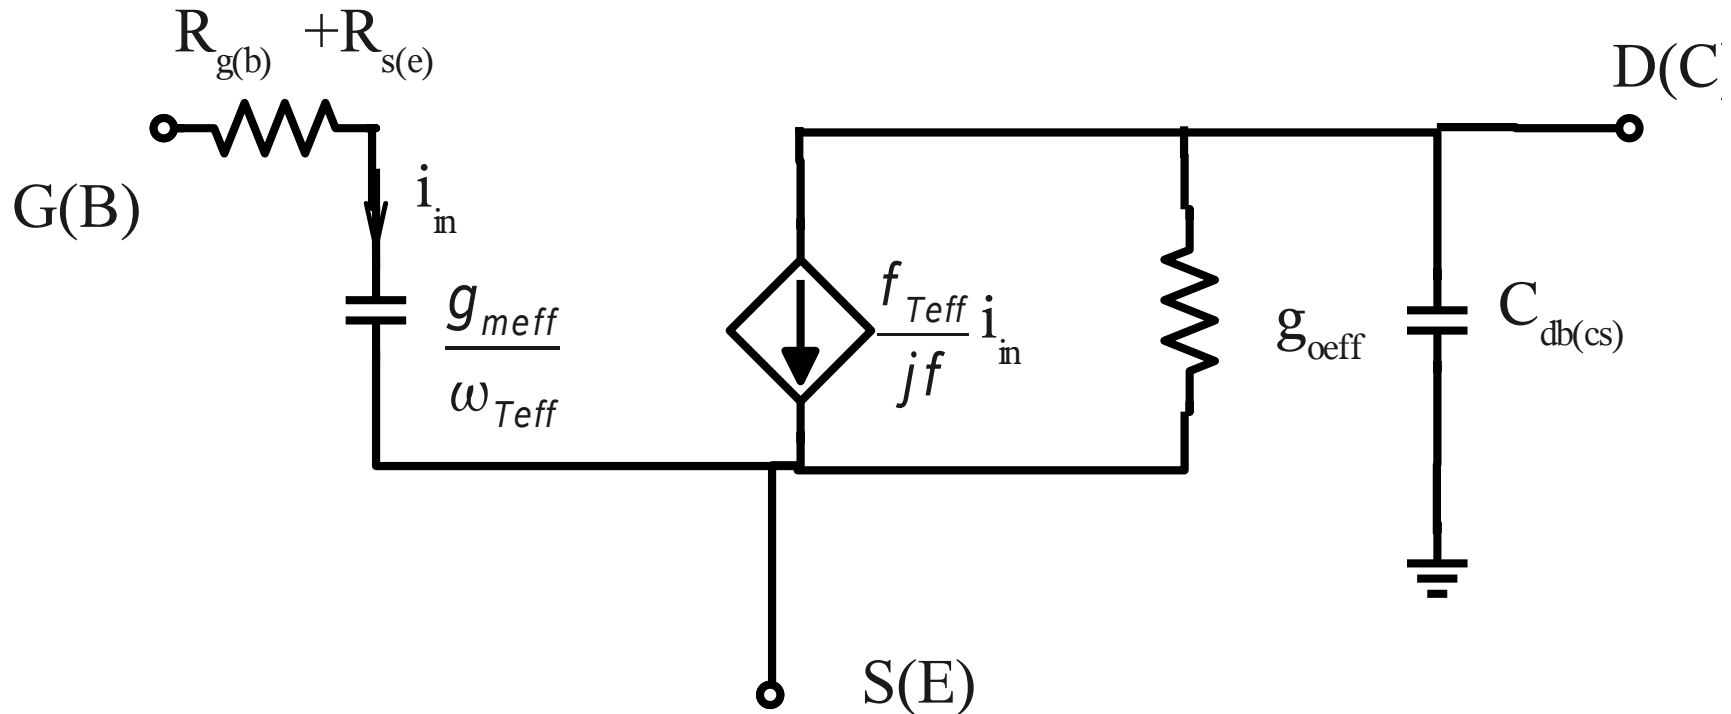 R_g(b) +R_s(e)
D(C)
G(B)
i_in
g_meff
ω_Teff
f_Teff
jf
i_in
g_oeff
C_db(cs)
S(E)